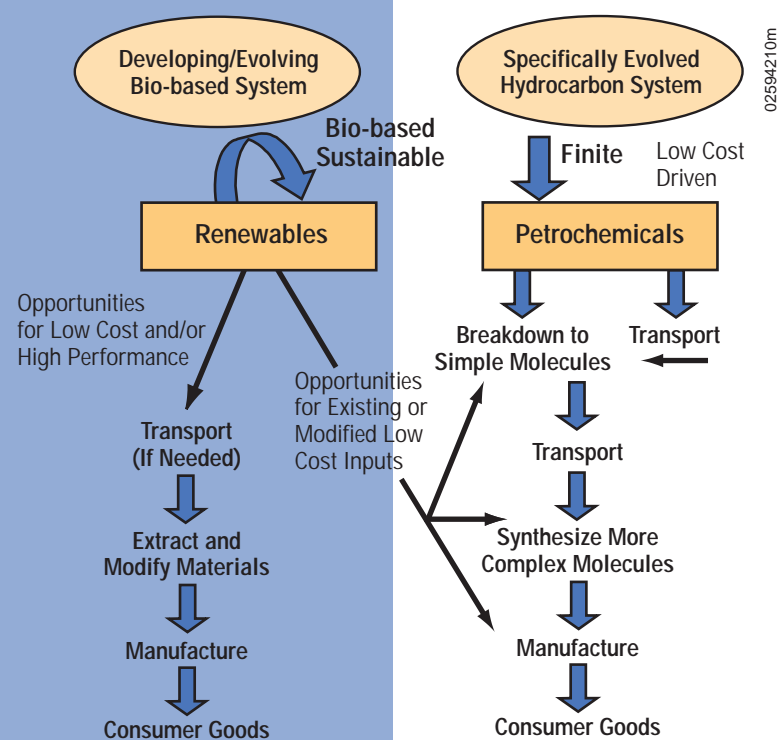 Developing/Evolving
Bio-based System
Bio-based
Sustainable
Renewables
Opportunities
for Low Cost and/or
High Performance
Opportunities
for Existing or
Modified Low
Cost Inputs
Transport
(If Needed)
Extract and
Modify Materials
Manufacture
Consumer Goods
Specifically Evolved
Hydrocarbon System
Finite
Low Cost
Driven
Petrochemicals
Breakdown to
Simple Molecules
Transport
Transport
Synthesize More
Complex Molecules
Manufacture
Consumer Goods
02594210m